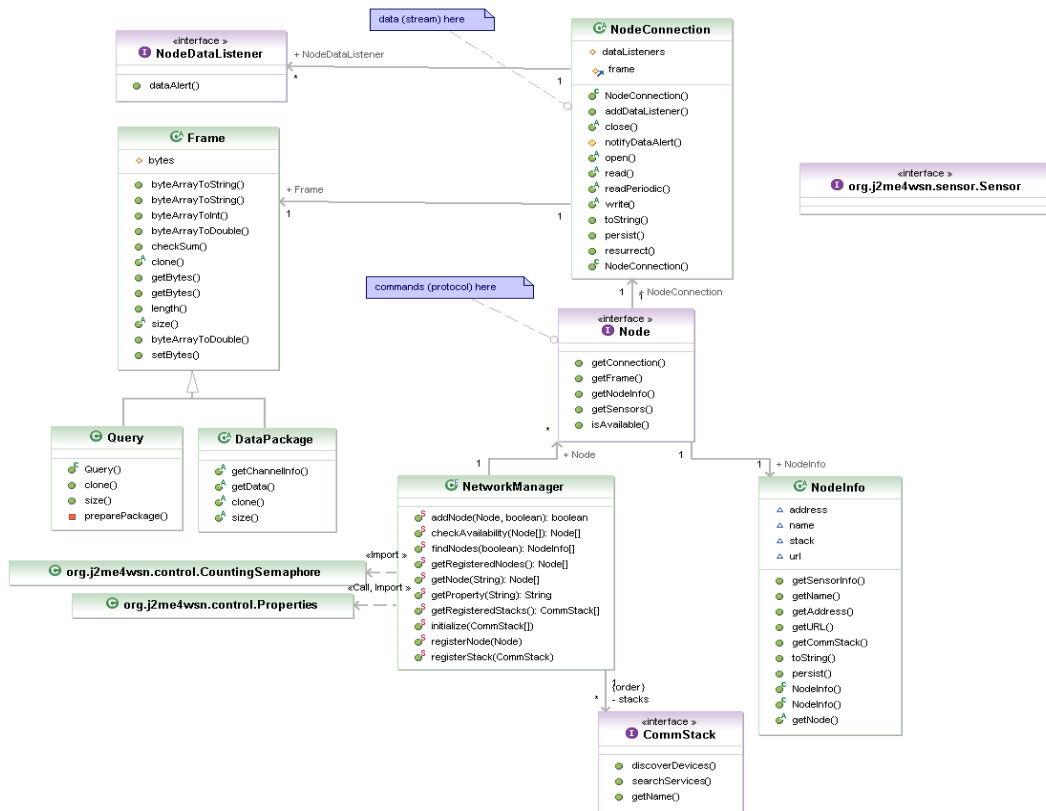 data (stream) here
«interface »
NodeDataListener
dataAlert()
+ NodeDataListener
*
1
NodeConnection
dataListeners
frame
NodeConnection()
addDataListener()
close()
notifyDataAlert()
open()
read()
readPeriodic()
write()
toString()
persist()
resurrect()
NodeConnection()
Frame
bytes
byteArrayToString()
byteArrayToString()
byteArrayToInt()
byteArrayToDouble()
checkSum()
clone()
getBytes()
getBytes()
length()
size()
byteArrayToDouble()
setBytes()
+ Frame
1
1
«interface »
org.j2me4wsn.sensor.Sensor
commands (protocol) here
1
1
+ NodeConnection
«interface »
Node
getConnection()
getFrame()
getNodeInfo()
getSensors()
isAvailable()
Query
Query()
clone()
size()
preparePackage()
DataPackage
getChannelInfo()
getData()
clone()
size()
*
1
+ Node
1
1
+ NodeInfo
NetworkManager
addNode(Node, boolean): boolean
checkAvailability(Node[]): Node[]
findNodes(boolean): NodeInfo[]
getRegisteredNodes(): Node[]
getNode(String): Node[]
getProperty(String): String
getRegisteredStacks(): CommStack[]
initialize(CommStack[])
registerNode(Node)
registerStack(CommStack)
NodeInfo
address
name
stack
url
getSensorInfo()
getName()
getAddress()
getURL()
getCommStack()
toString()
persist()
NodeInfo()
NodeInfo()
getNode()
«Import »
org.j2me4wsn.control.CountingSemaphore
«Call, Import »
org.j2me4wsn.control.Properties
1
{order}
* - stacks
«interface »
CommStack
discoverDevices()
searchServices()
getName()